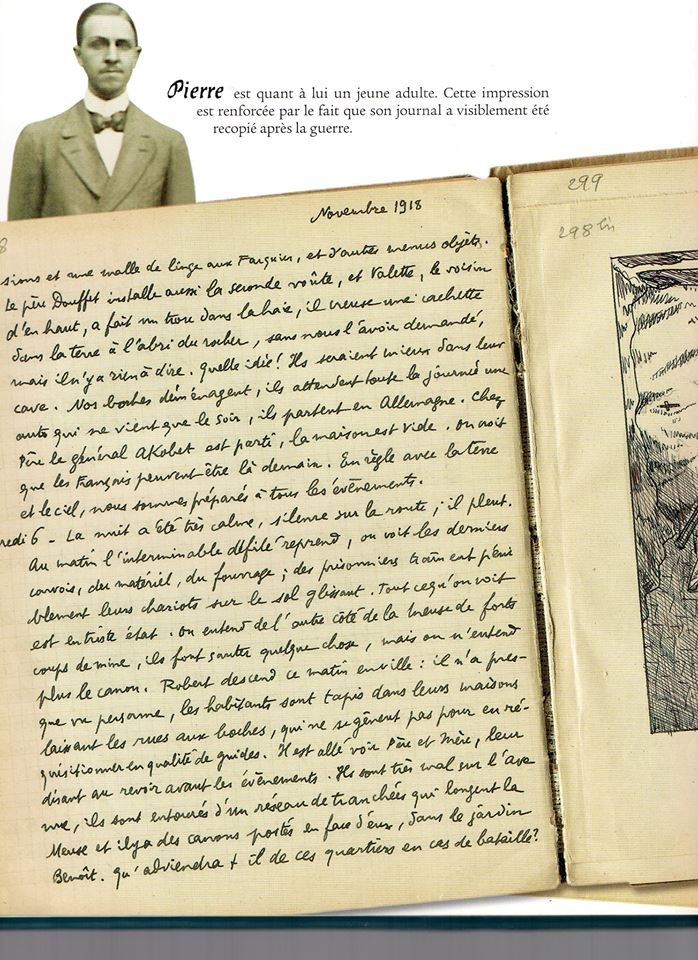 Pierre est quant à lui un jeune adulte. Cette impression
est renforcée par le fait que son journal a visiblement été
recopié après la guerre.
Novembre 1918
8
299
298 bis
sions et une malle de linge aux Farguin, et d'autres menus objets.
Le père Douffet installe aussi la seconde voûte, et Valette, le voisin
d'en haut, a fait un trou dans la haie, il creuse une cachette
dans la terre à l'abri du rocher, sans nous l'avoir demandé,
mais il n'y a rien à dire. Quelle idée! Ils seraient mieux dans leur
cave. Nos boches déménagent, ils attendent toute la journée une
auto qui ne vient que le soir, ils partent en Allemagne. Chez
Père le général Akobet est parti, la maison est vide. On croit
que les Français peuvent être là demain. En règle avec la terre
et le ciel, nous sommes préparés à tous les évènements.
redi 6 - La nuit a été très calme, silence sur la route ; il pleut.
Au matin l'interminable défilé reprend, on voit les derniers
convois, du matériel, du fourrage ; des prisonniers traînent péni
blement leurs chariots sur le sol glissant. Tout ce qu'on voit
est en triste état. On entend de l'autre côté de la Meuse de forts
coups de mine, ils font sauter quelque chose, mais on n'entend
plus le canon. Robert descend ce matin en ville : il n'a pres-
que vu personne, les habitants sont tapis dans leurs maisons
laissant les rues aux boches, qui ne se gênent pas pour en ré-
quisitionner en qualité de guides. Il est allé voir Père et Mère, leur
disant au revoir avant les évènements. Ils sont très mal sur l'ave
nue, ils sont entourés d'un réseau de tranchées qui longent la
Meuse et il y a des canons postés en face d'eux, dans le jardin
Benoît. Qu'adviendra t il de ces quartiers en cas de bataille?